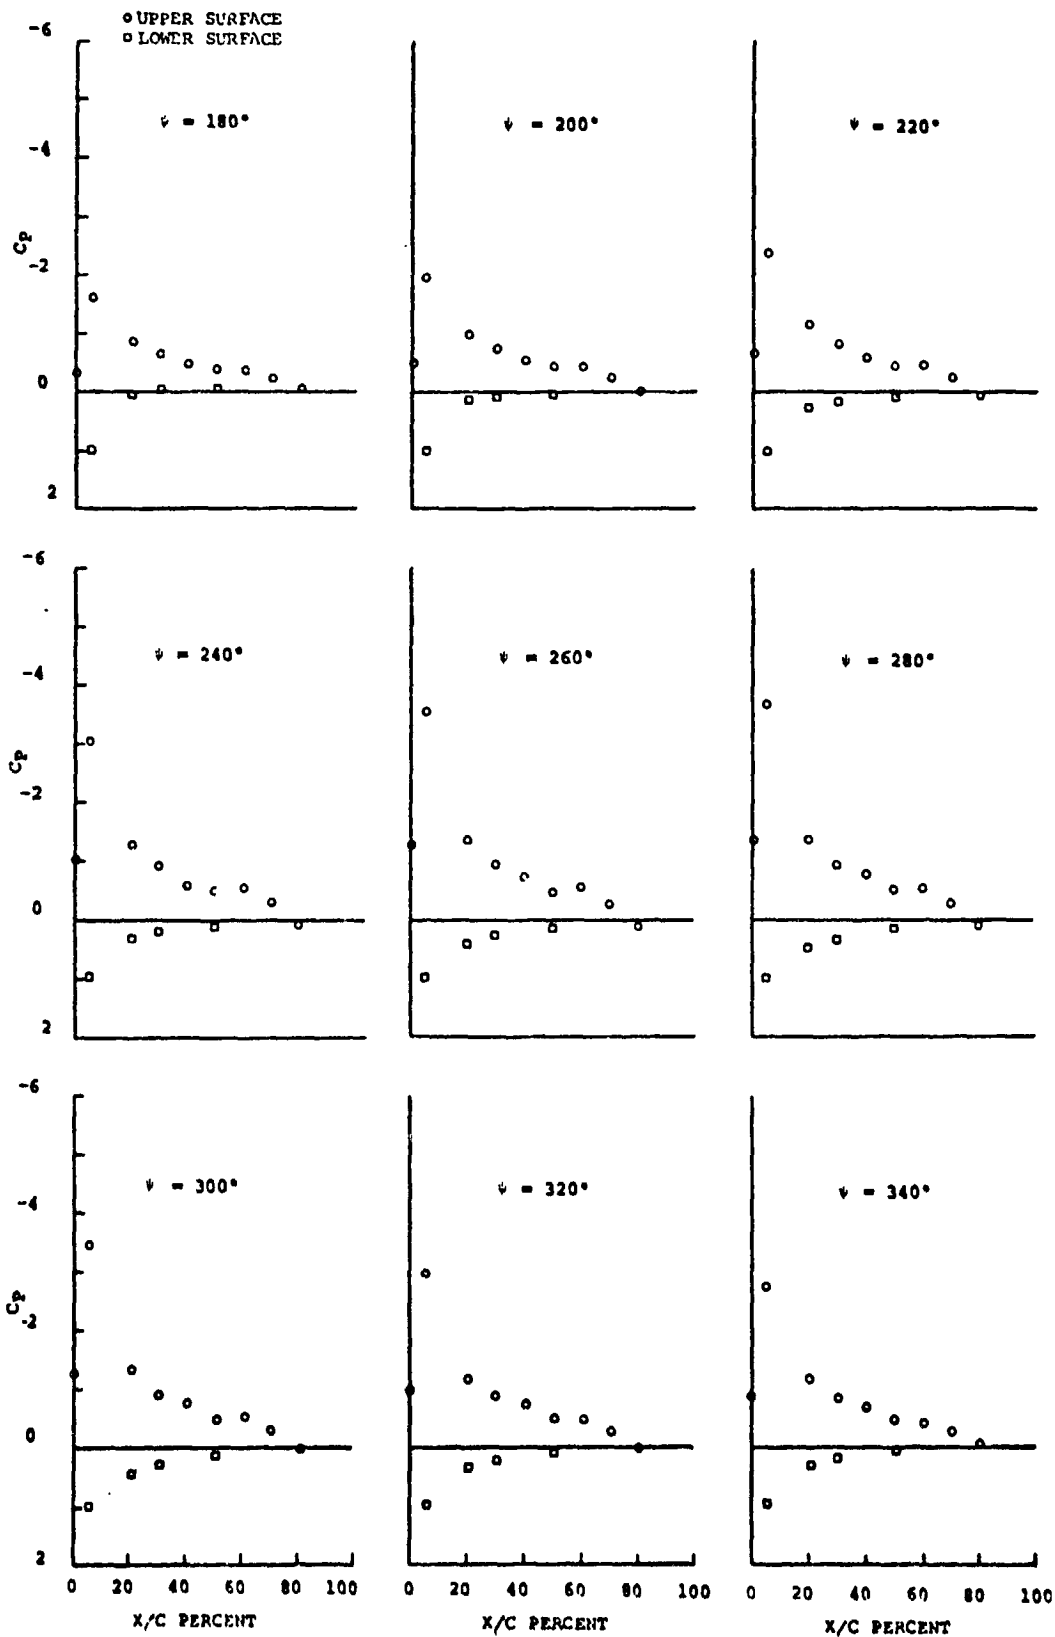 UPPER SURFACE
LOWER SURFACE
-6
-4
Cp
-2
0
2
ψ = 180°
ψ = 200°
ψ = 220°
-6
-4
Cp
-2
0
2
ψ = 240°
ψ = 260°
ψ = 280°
-6
-4
Cp
-2
0
2
ψ = 300°
ψ = 320°
ψ = 340°
0 20 40 60 80 100 20 40 60 80 100 20 40 60 80 100
X/C PERCENT X/C PERCENT X/C PERCENT